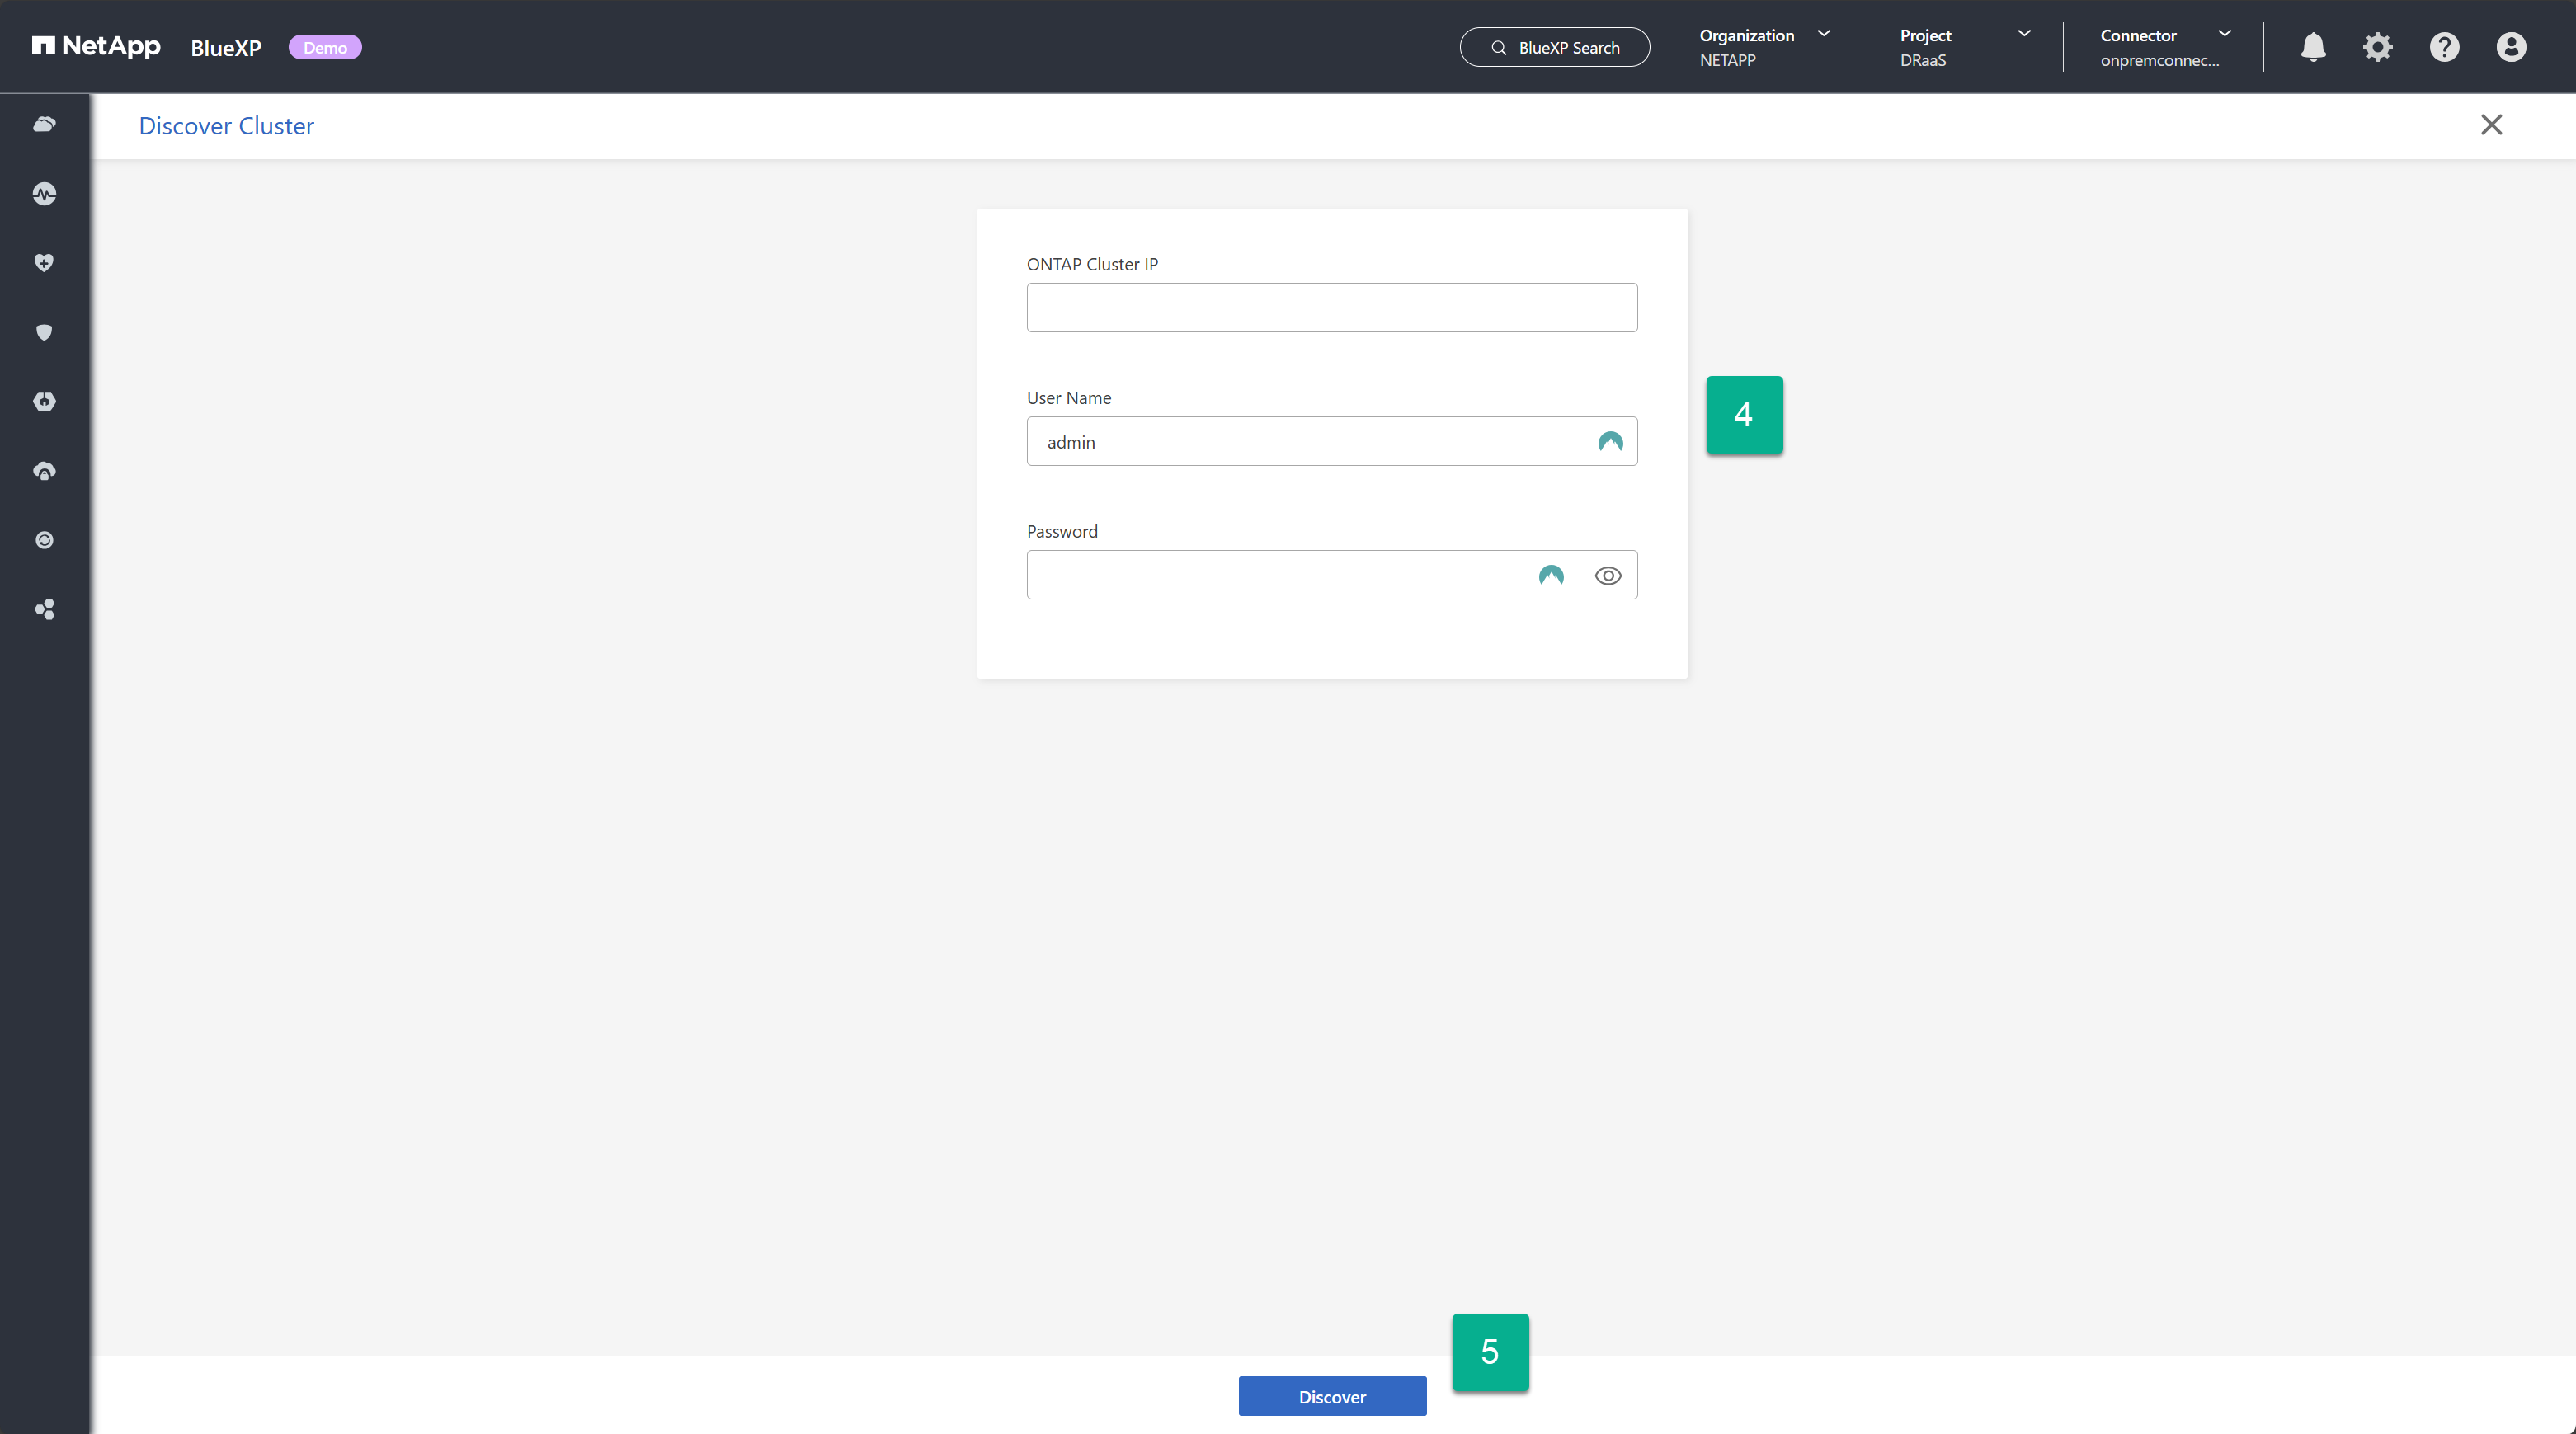 NetApp BlueXP Demo
BlueXP Search
Organization
NETAPP
Project
DRaaS
Connector
onpremconnec...
Discover Cluster
ONTAP Cluster IP
User Name
admin
4
Password
5
Discover